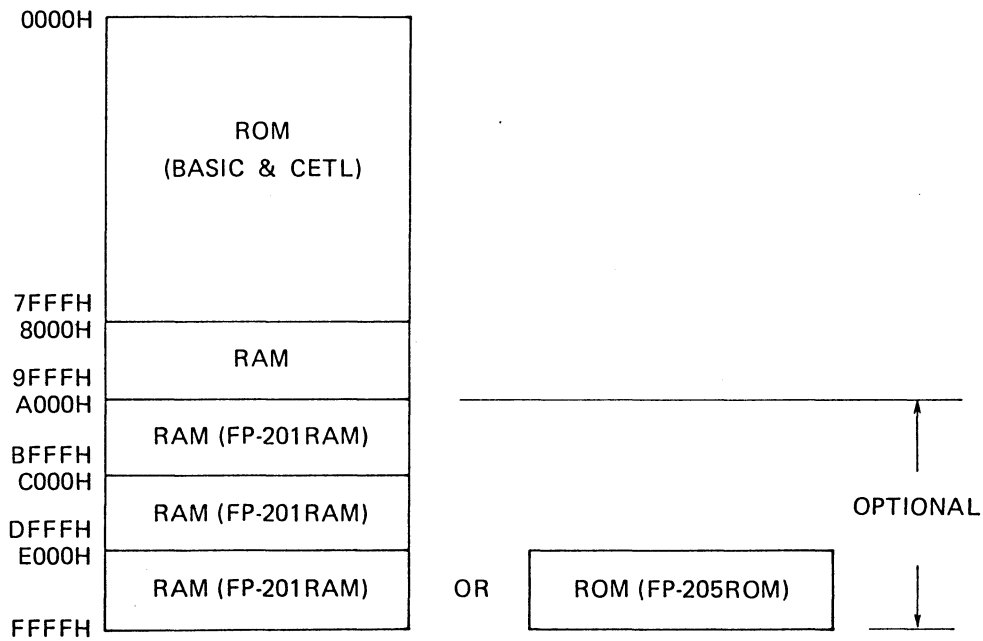 0000H
ROM
(BASIC & CETL)
7FFFH
8000H
RAM
9FFFH
A000H
RAM (FP-201RAM)
BFFFH
C000H
RAM (FP-201RAM)
OPTIONAL
DFFFH
E000H
RAM (FP-201RAM)
OR
ROM (FP-205ROM)
FFFFH